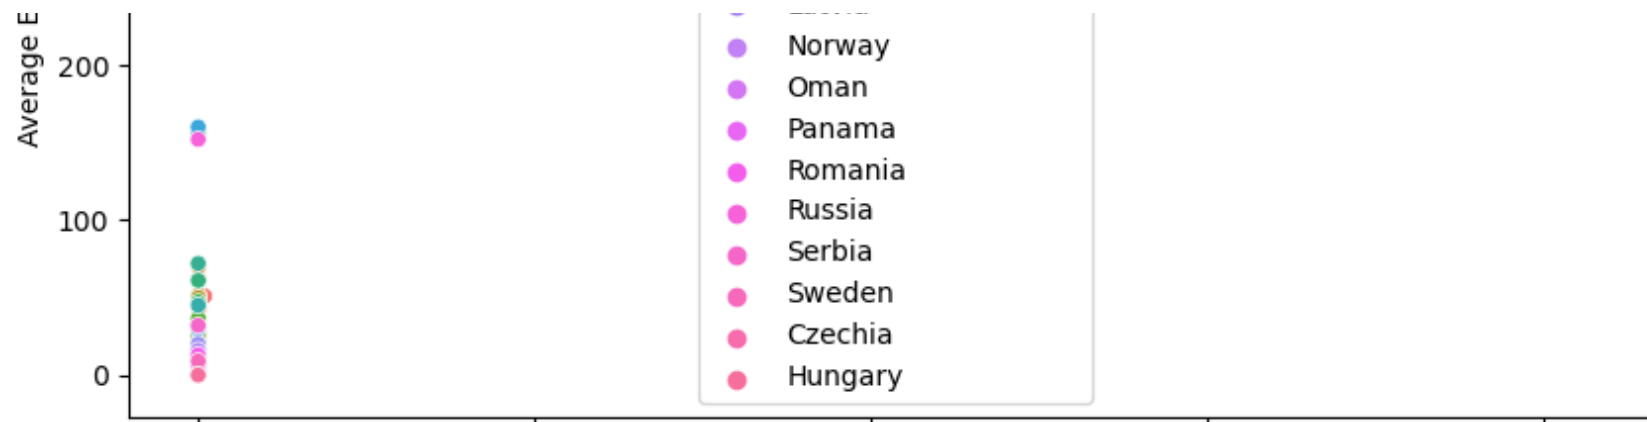 Average
200
100
0
Norway
Oman
Panama
Romania
Russia
Serbia
Sweden
Czechia
Hungary